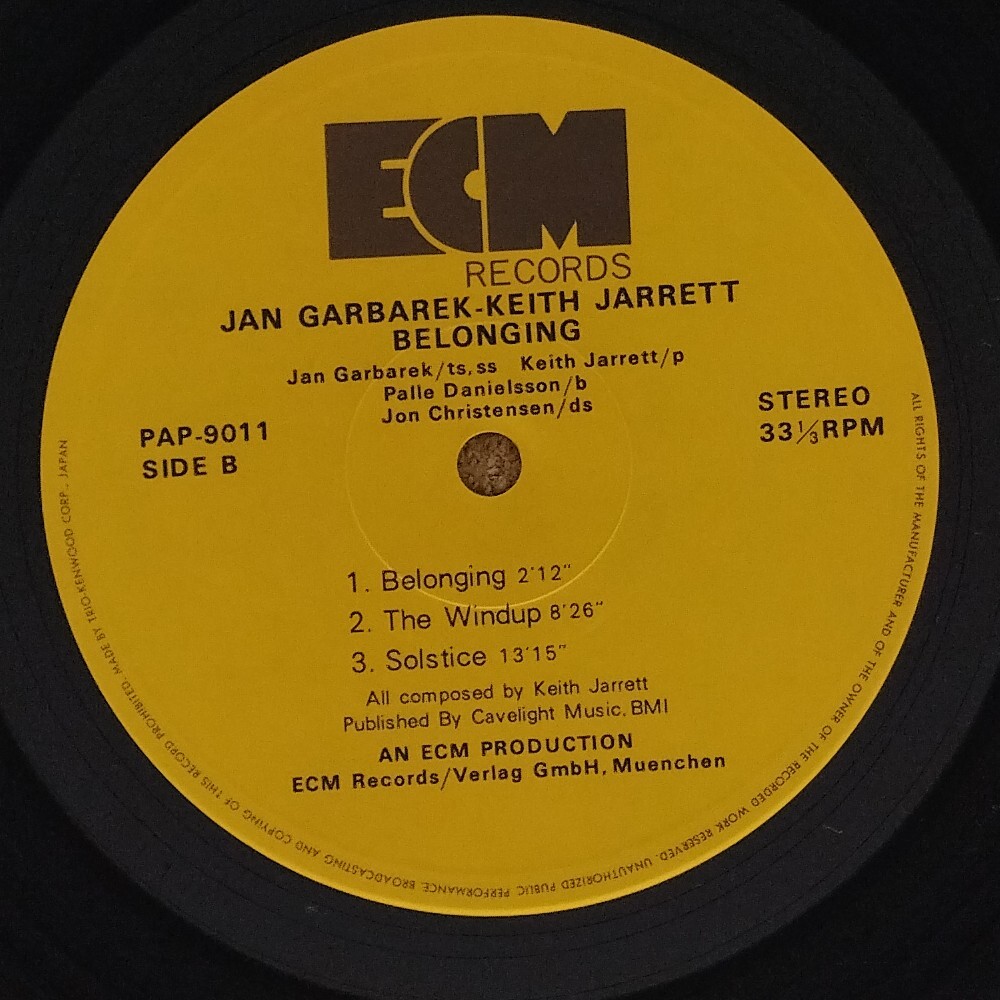 ECM
RECORDS
JAN GARBAREK-KEITH JARRETT
BELONGING
Jan Garbarek/ts, ss Keith Jarrett/p
Palle Danielsson/b
Jon Christensen/ds
PAP-9011
SIDE B
STEREO
33⅓RPM
1. Belonging 2'12"
2. The Windup 8'26"
3. Solstice 13'15"
All composed by Keith Jarrett
Published By Cavelight Music, BMI
AN ECM PRODUCTION
ECM Records/Verlag GmbH, Muenchen
ALL RIGHTS OF THE MANUFACTURER AND OF THE OWNER OF THE RECORDED WORK RESERVED. UNAUTHORIZED PUBLIC PERFORMANCE, BROADCASTING AND COPYING OF THIS RECORD PROHIBITED. MADE BY TRIO-KENWOOD CORP., JAPAN